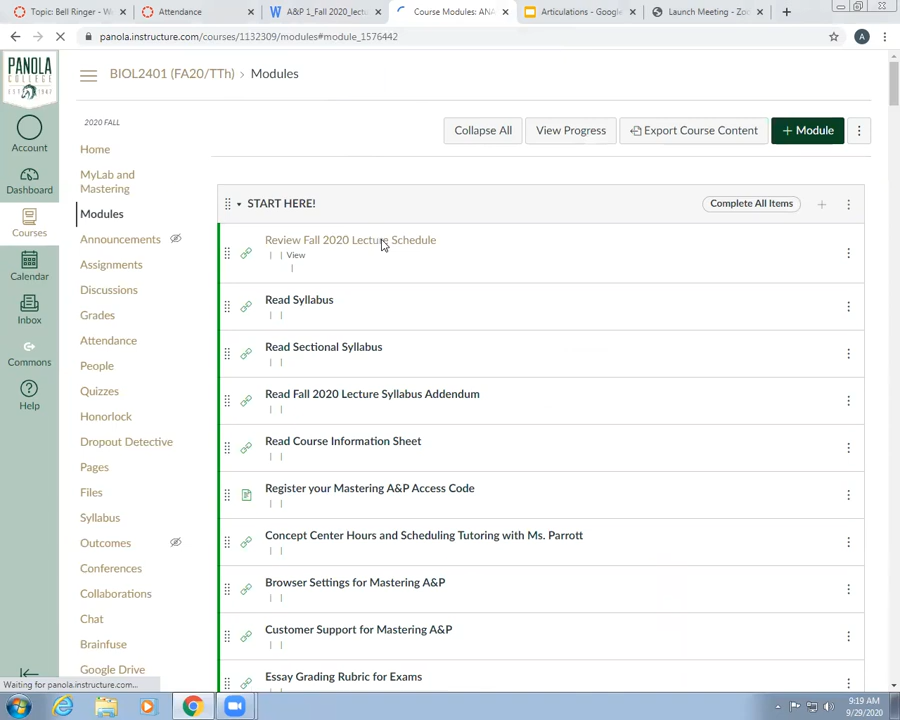 Topic: Bell Ringer - W
Attendance
A&P 1_Fall 2020_lectu
Course Modules: ANA
Articulations - Google
Launch Meeting - Zoo
panola.instructure.com/courses/1132309/modules#module_1576442
A
PANOLA
COLLEGE
EST. 1947
BIOL2401 (FA20/TTh) › Modules
2020 FALL
Collapse All
View Progress
Export Course Content
+ Module
Account
Dashboard
Courses
Calendar
Inbox
Commons
Help
Home
MyLab and
Mastering
Modules
Announcements
Assignments
Discussions
Grades
Attendance
People
Quizzes
Honorlock
Dropout Detective
Pages
Files
Syllabus
Outcomes
Conferences
Collaborations
Chat
Brainfuse
Google Drive
START HERE!
Complete All Items
Review Fall 2020 Lecture Schedule
| | View
|
Read Syllabus
| |
Read Sectional Syllabus
| |
Read Fall 2020 Lecture Syllabus Addendum
| |
Read Course Information Sheet
| |
Register your Mastering A&P Access Code
| |
Concept Center Hours and Scheduling Tutoring with Ms. Parrott
| |
Browser Settings for Mastering A&P
| |
Customer Support for Mastering A&P
| |
Essay Grading Rubric for Exams
Waiting for panola.instructure.com...
9:19 AM
9/29/2020